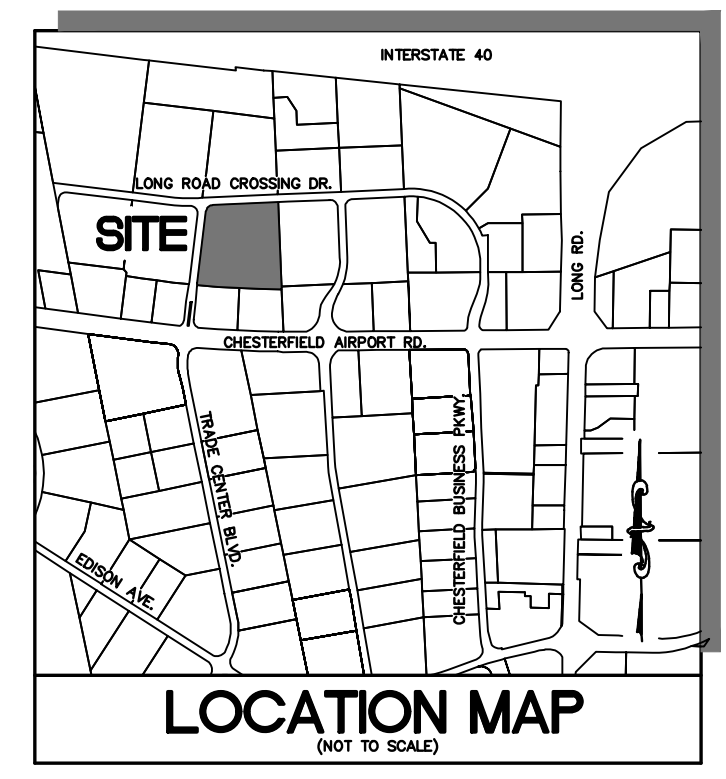 INTERSTATE 40
LONG ROAD CROSSING DR.
SITE
LONG RD.
CHESTERFIELD AIRPORT RD.
TRADE CENTER BLVD.
CHESTERFIELD BUSINESS PKWY.
EDISON AVE.
LOCATION MAP
(NOT TO SCALE)